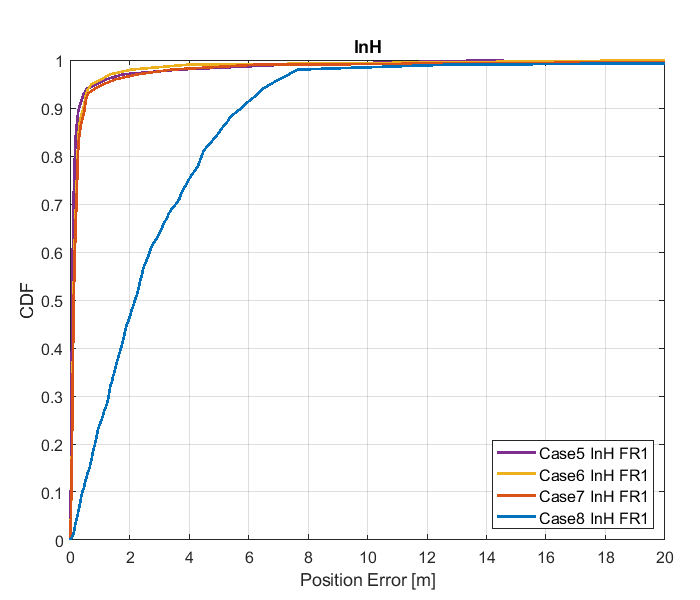 InH
1
0.9
0.8
0.7
0.6
0.5
0.4
0.3
0.2
0.1
0
CDF
0 2 4 6 8 10 12 14 16 18 20
Position Error [m]
Case5 InH FR1
Case6 InH FR1
Case7 InH FR1
Case8 InH FR1